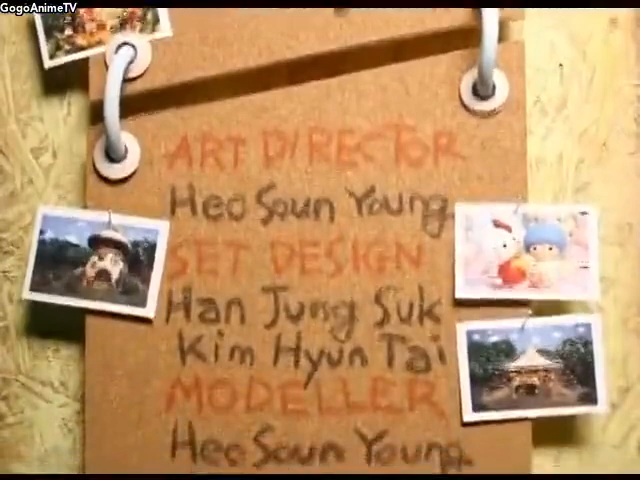 GogoAnimeTV
ART DIRECTOR
Heo Soun Young.
SET DESIGN
Han Jung Suk
Kim Hyun Tai
MODELLER
Heo Soun Young.